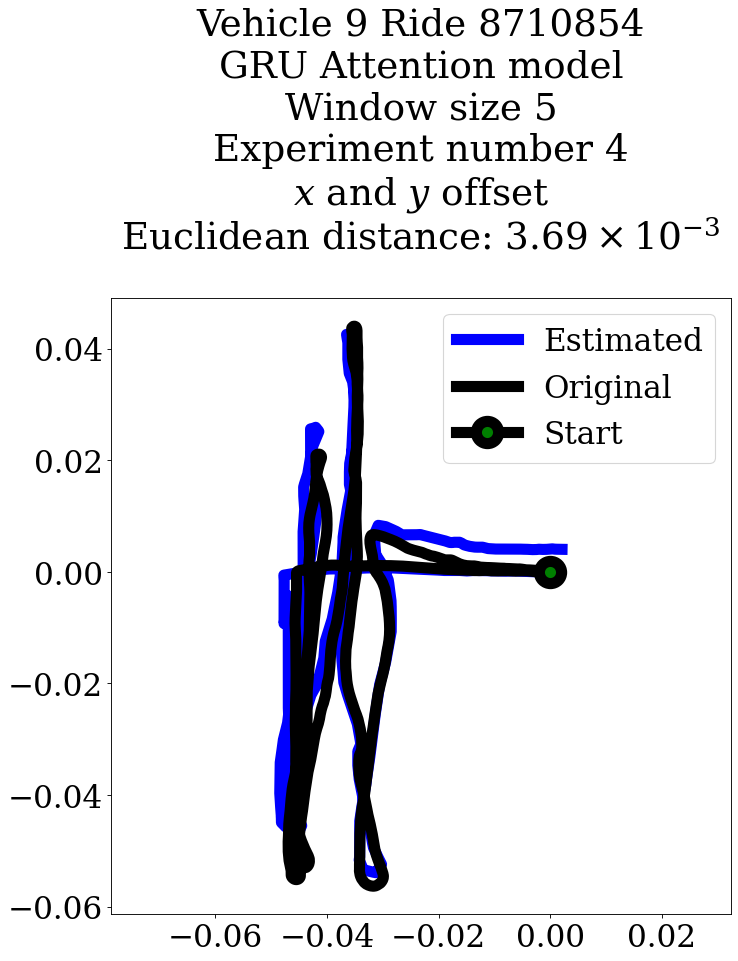 Vehicle 9 Ride 8710854
GRU Attention model
Window size 5
Experiment number 4
x and y offset
Euclidean distance: 3.69 × 10⁻³
Estimated
Original
Start
0.04
0.02
0.00
−0.02
−0.04
−0.06
−0.06 −0.04 −0.02 0.00 0.02